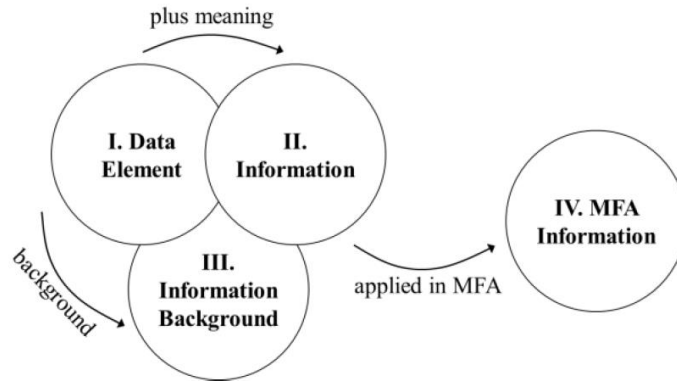 plus meaning
I. Data
Element
II.
Information
III.
Information
Background
background
IV. MFA
Information
applied in MFA